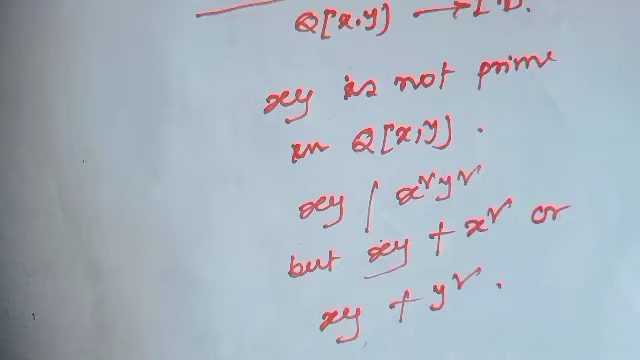 Q[x,y) → I.D.
xy is not prime
in Q[x,y).
xy | x²y²
but xy ∤ x² or
xy ∤ y².